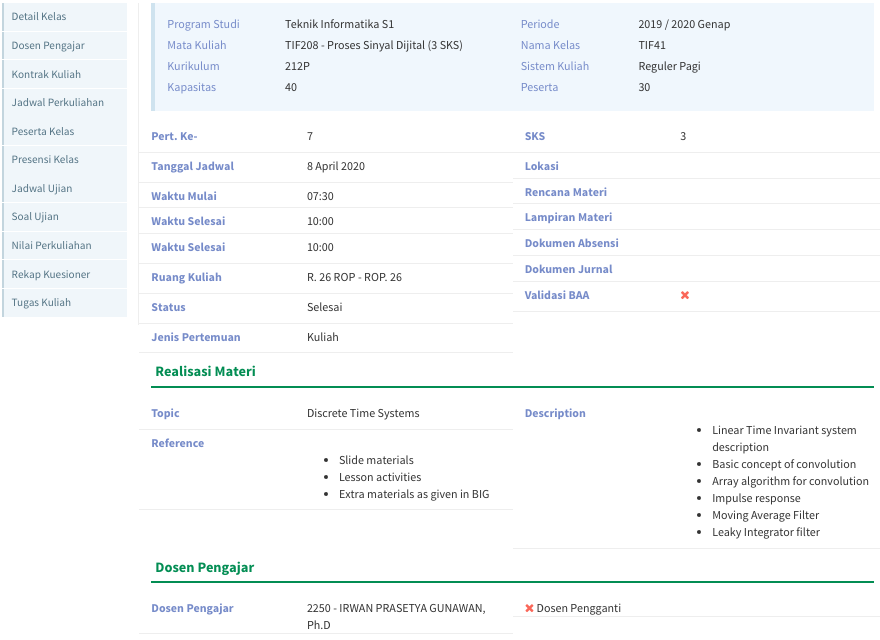 Detail Kelas
Dosen Pengajar
Kontrak Kuliah
Jadwal Perkuliahan
Peserta Kelas
Presensi Kelas
Jadwal Ujian
Soal Ujian
Nilai Perkuliahan
Rekap Kuesioner
Tugas Kuliah
Program Studi Teknik Informatika S1 Periode 2019 / 2020 Genap
Mata Kuliah TIF208 - Proses Sinyal Dijital (3 SKS) Nama Kelas TIF41
Kurikulum 212P Sistem Kuliah Reguler Pagi
Kapasitas 40 Peserta 30
Pert. Ke- 7
Tanggal Jadwal 8 April 2020
Waktu Mulai 07:30
Waktu Selesai 10:00
Waktu Selesai 10:00
Ruang Kuliah R. 26 ROP - ROP. 26
Status Selesai
Jenis Pertemuan Kuliah
SKS 3
Lokasi
Rencana Materi
Lampiran Materi
Dokumen Absensi
Dokumen Jurnal
Validasi BAA ✖
Realisasi Materi
Topic Discrete Time Systems
Reference
• Slide materials
• Lesson activities
• Extra materials as given in BIG
Description
• Linear Time Invariant system
description
• Basic concept of convolution
• Array algorithm for convolution
• Impulse response
• Moving Average Filter
• Leaky Integrator filter
Dosen Pengajar
Dosen Pengajar 2250 - IRWAN PRASETYA GUNAWAN,
Ph.D
✖ Dosen Pengganti